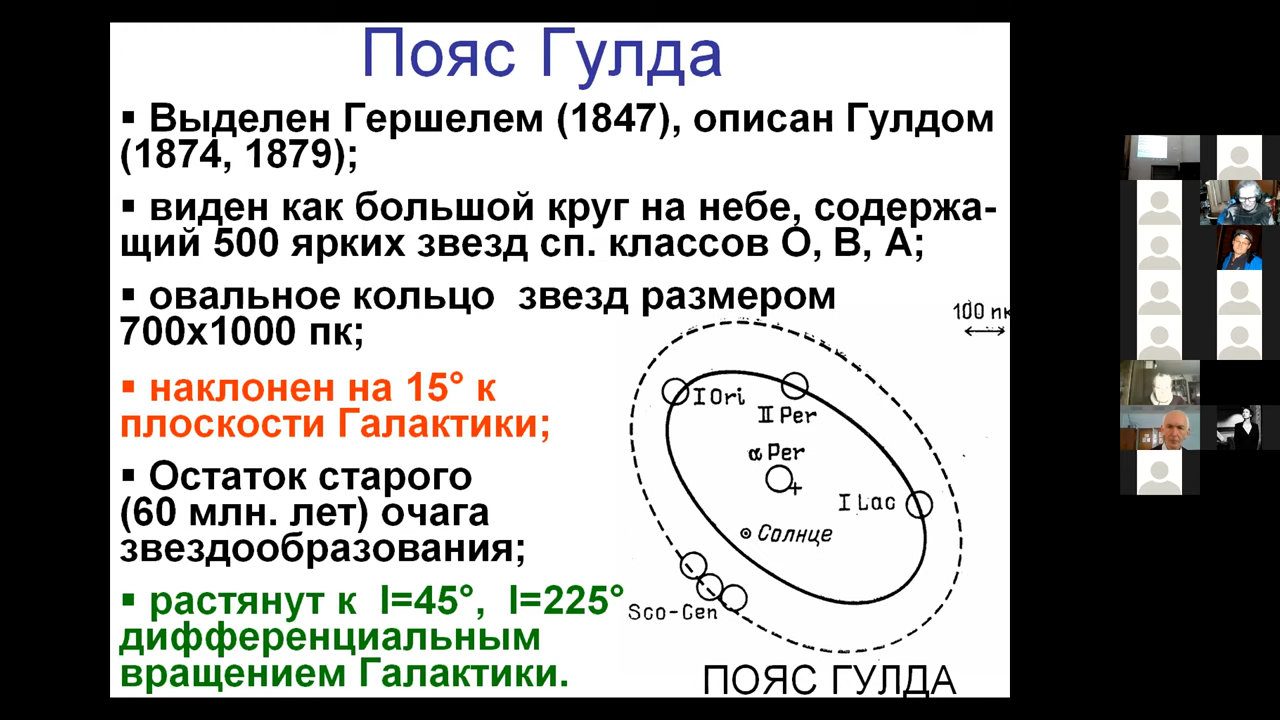 Пояс Гулда
▪ Выделен Гершелем (1847), описан Гулдом
(1874, 1879);
▪ виден как большой круг на небе, содержа-
щий 500 ярких звезд сп. классов О, В, А;
▪ овальное кольцо звезд размером
700х1000 пк;
▪ наклонен на 15° к
плоскости Галактики;
▪ Остаток старого
(60 млн. лет) очага
звездообразования;
▪ растянут к l=45°, l=225°
дифференциальным
вращением Галактики.
100 пк
I Ori
II Per
α Per
I Lac
Солнце
Sco-Cen
ПОЯС ГУЛДА